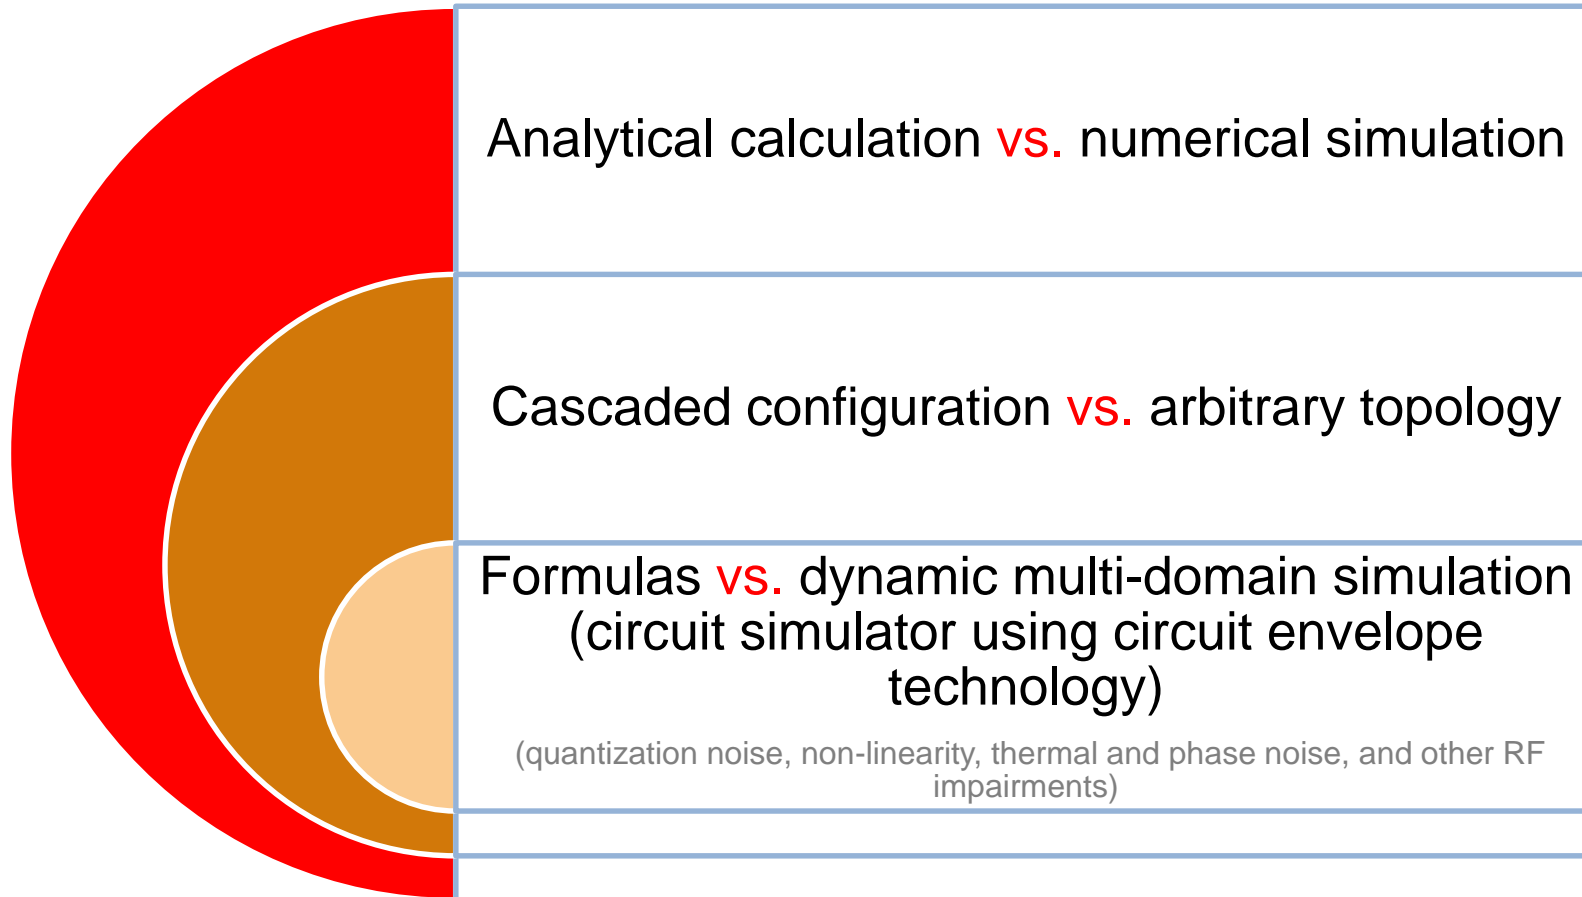 Analytical calculation vs. numerical simulation
Cascaded configuration vs. arbitrary topology
Formulas vs. dynamic multi-domain simulation
(circuit simulator using circuit envelope
technology)
(quantization noise, non-linearity, thermal and phase noise, and other RF
impairments)